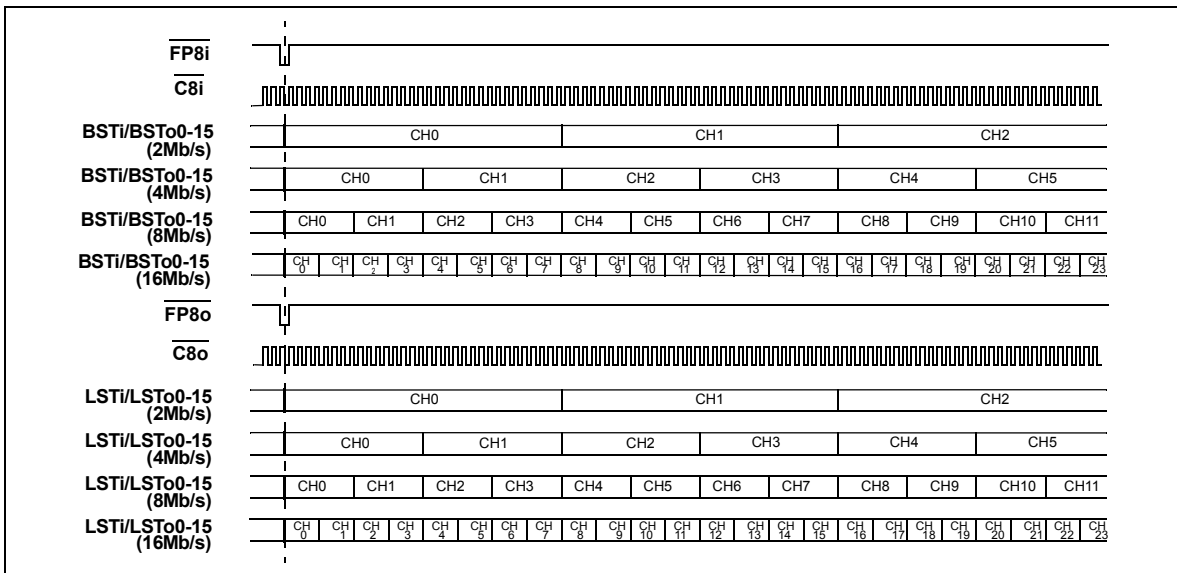 FP8i
C8i
BSTi/BSTo0-15
(2Mb/s)
CH0 CH1 CH2
BSTi/BSTo0-15
(4Mb/s)
CH0 CH1 CH2 CH3 CH4 CH5
BSTi/BSTo0-15
(8Mb/s)
CH0 CH1 CH2 CH3 CH4 CH5 CH6 CH7 CH8 CH9 CH10 CH11
BSTi/BSTo0-15
(16Mb/s)
CH CH CH CH CH CH CH CH CH CH CH CH CH CH CH CH CH CH CH CH CH CH CH CH
0 1 2 3 4 5 6 7 8 9 10 11 12 13 14 15 16 17 18 19 20 21 22 23
FP8o
C8o
LSTi/LSTo0-15
(2Mb/s)
CH0 CH1 CH2
LSTi/LSTo0-15
(4Mb/s)
CH0 CH1 CH2 CH3 CH4 CH5
LSTi/LSTo0-15
(8Mb/s)
CH0 CH1 CH2 CH3 CH4 CH5 CH6 CH7 CH8 CH9 CH10 CH11
LSTi/LSTo0-15
(16Mb/s)
CH CH CH CH CH CH CH CH CH CH CH CH CH CH CH CH CH CH CH CH CH CH CH CH
0 1 2 3 4 5 6 7 8 9 10 11 12 13 14 15 16 17 18 19 20 21 22 23